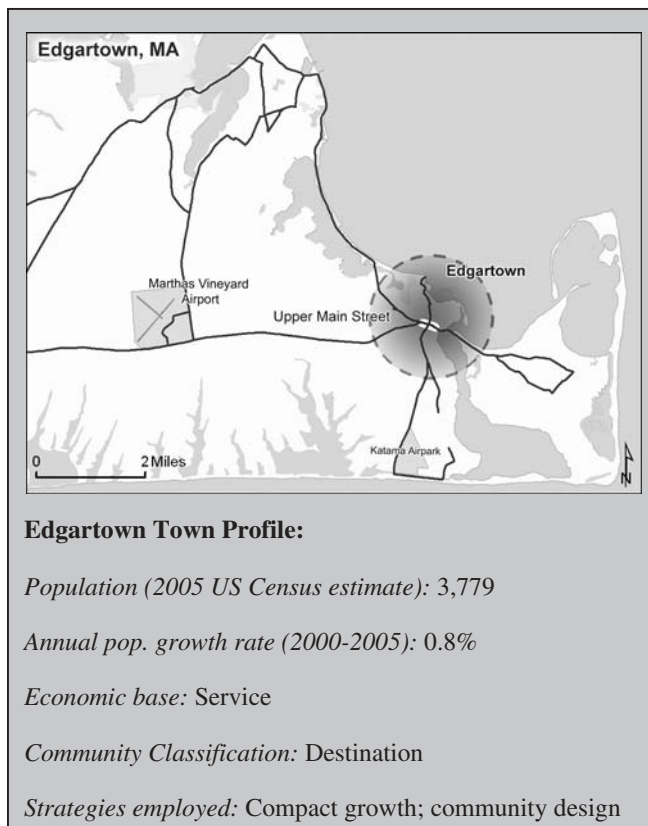 Edgartown, MA
Edgartown
Marthas Vineyard
Airport
Upper Main Street
Katama Airpark
0 2 Miles
N
Edgartown Town Profile:
Population (2005 US Census estimate): 3,779
Annual pop. growth rate (2000-2005): 0.8%
Economic base: Service
Community Classification: Destination
Strategies employed: Compact growth; community design